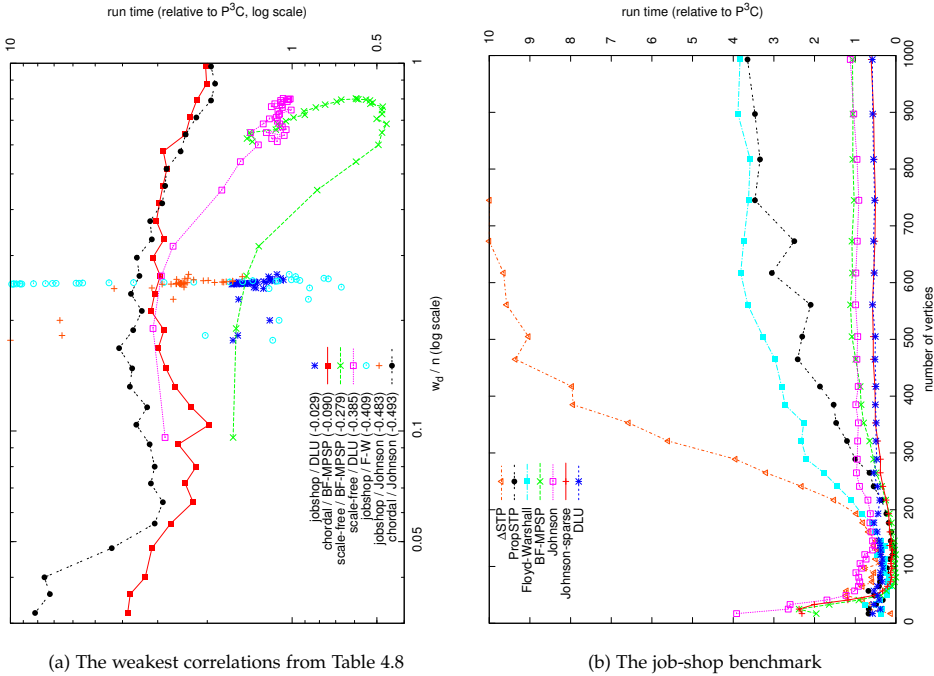 run time (relative to P³C, log scale)
10
1
0.5
1
0.1
0.05
w_d / n (log scale)
jobshop / DLU (-0.029)
chordal / BF-MPSP (-0.090)
scale-free / BF-MPSP (-0.279)
scale-free / DLU (-0.385)
jobshop / F-W (-0.409)
jobshop / Johnson (-0.483)
chordal / Johnson (-0.493)
(a) The weakest correlations from Table 4.8
run time (relative to P³C)
10
9
8
7
6
5
4
3
2
1
0
1000
900
800
700
600
500
400
300
200
100
0
number of vertices
ΔSTP
PropSTP
Floyd-Warshall
BF-MPSP
Johnson
Johnson-sparse
DLU
(b) The job-shop benchmark